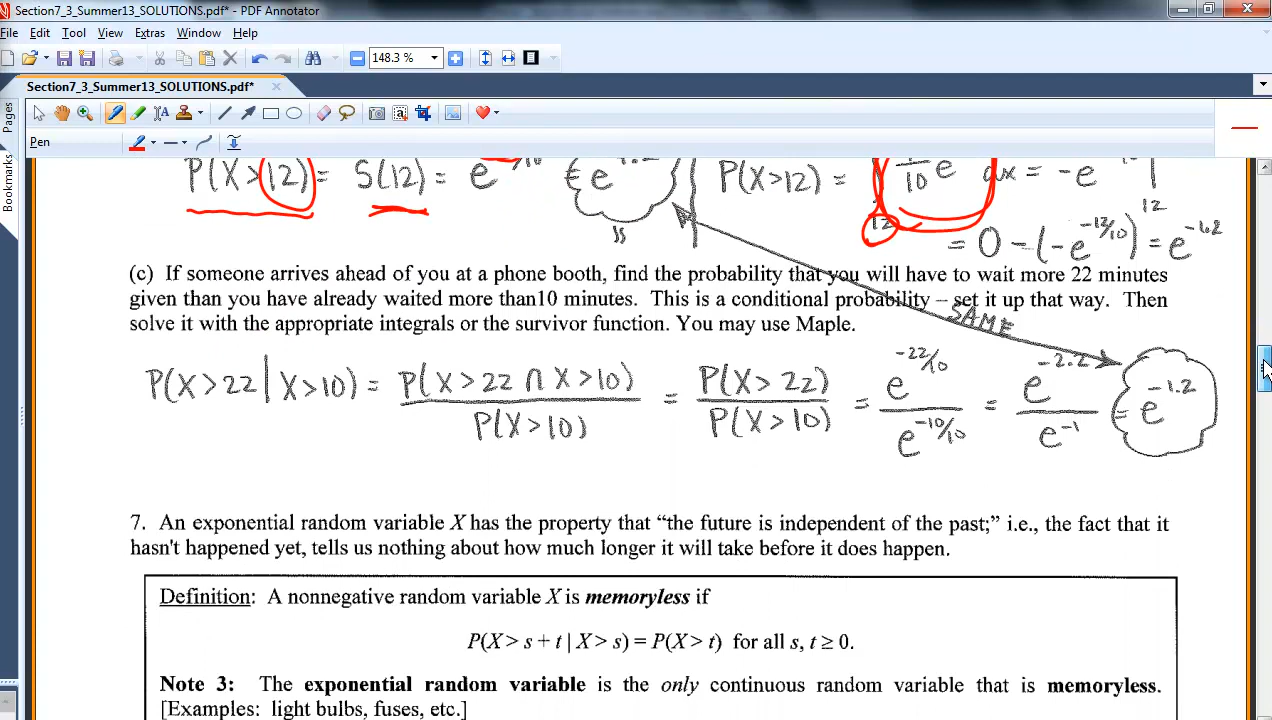 Section7_3_Summer13_SOLUTIONS.pdf* - PDF Annotator
File Edit Tool View Extras Window Help
148.3 %
Section7_3_Summer13_SOLUTIONS.pdf*
Pen
Pages
Bookmarks
P(X>12) = S(12) = e = e P(X>12) = 1/10 e dx = -e |
12
12
= 0 - (-e^-12/10) = e^-1.2
(c) If someone arrives ahead of you at a phone booth, find the probability that you will have to wait more 22 minutes
given than you have already waited more than10 minutes. This is a conditional probability – set it up that way. Then
solve it with the appropriate integrals or the survivor function. You may use Maple.
SAME
P(X>22 | X>10) = P(X>22 ∩ X>10) / P(X>10) = P(X>22) / P(X>10) = e^-22/10 / e^-10/10 = e^-2.2 / e^-1 = e^-1.2
7. An exponential random variable X has the property that “the future is independent of the past;” i.e., the fact that it
hasn't happened yet, tells us nothing about how much longer it will take before it does happen.
Definition: A nonnegative random variable X is memoryless if
P(X > s + t | X > s) = P(X > t) for all s, t ≥ 0.
Note 3: The exponential random variable is the only continuous random variable that is memoryless.
[Examples: light bulbs, fuses, etc.]